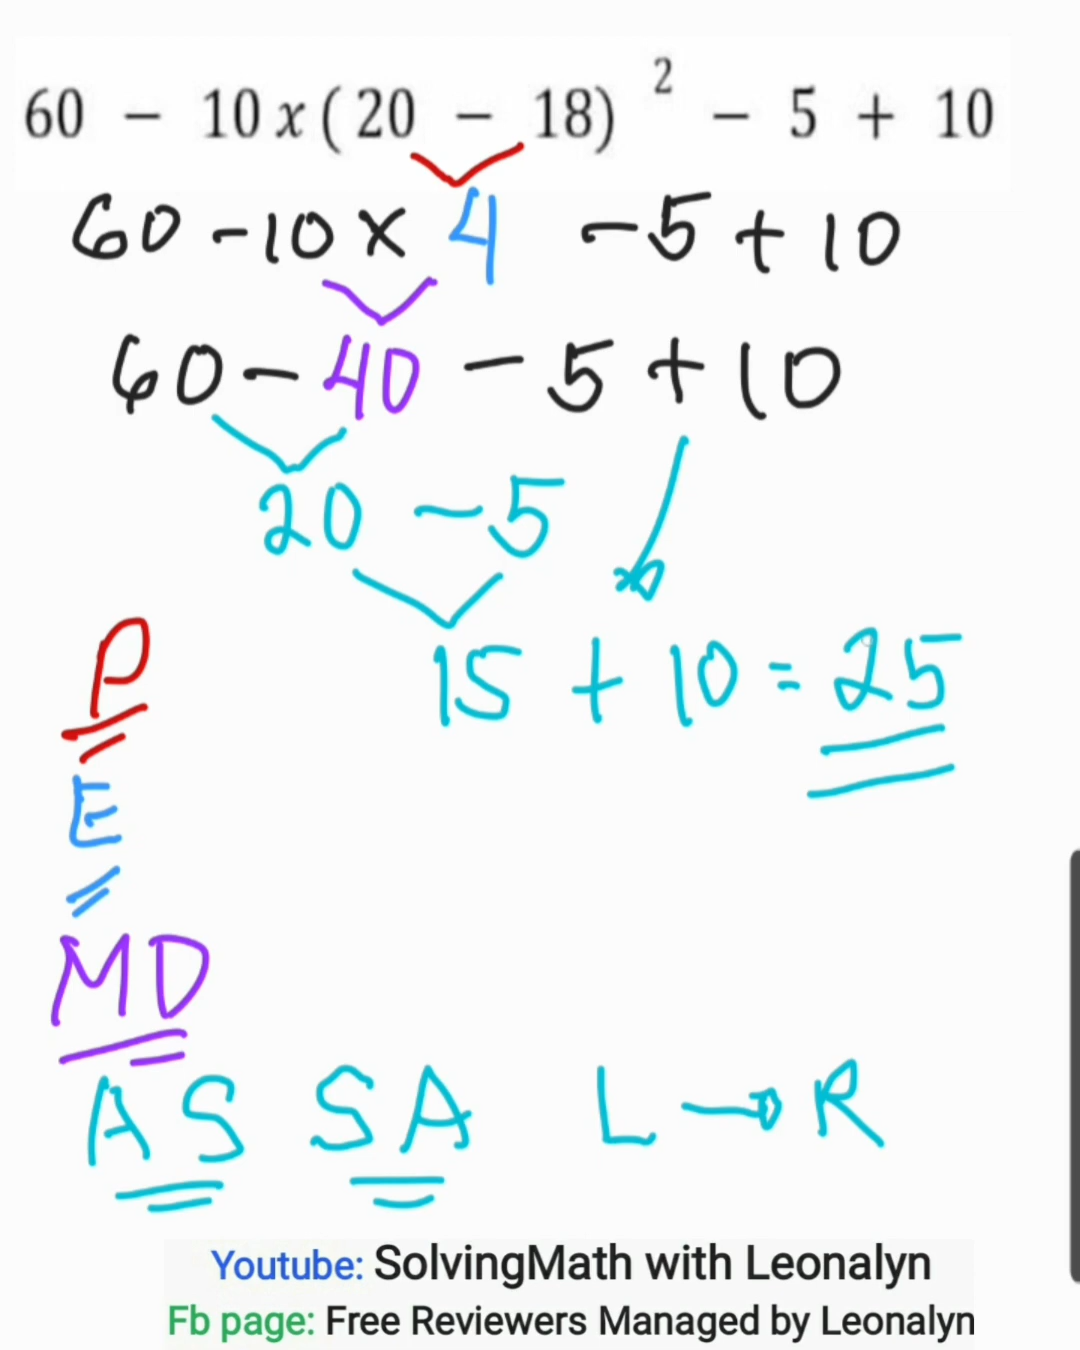 60 − 10 x ( 20 − 18) ² − 5 + 10
60 - 10 x 4 - 5 + 10
60 - 40 - 5 + 10
20 - 5
15 + 10 = 25
P
E
MD
AS SA L → R
Youtube: SolvingMath with Leonalyn
Fb page: Free Reviewers Managed by Leonalyn